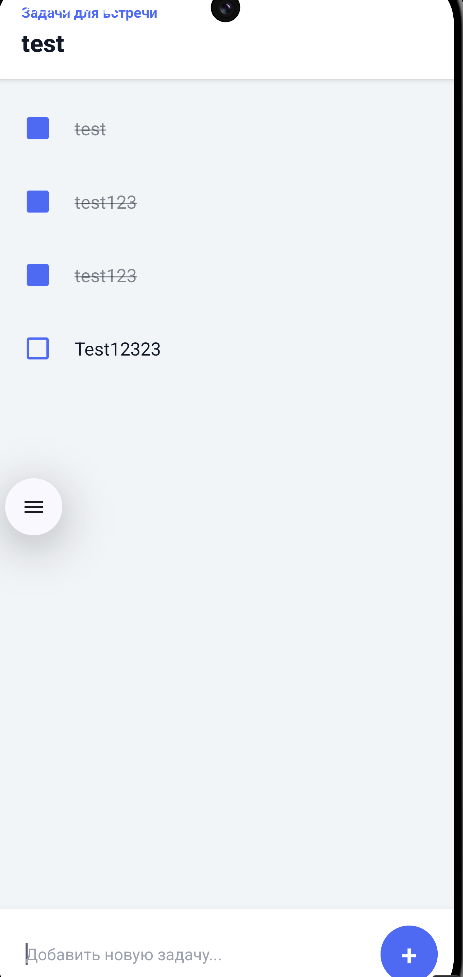 Задачи для встречи
test
test
test123
test123
Test12323
Добавить новую задачу...
+